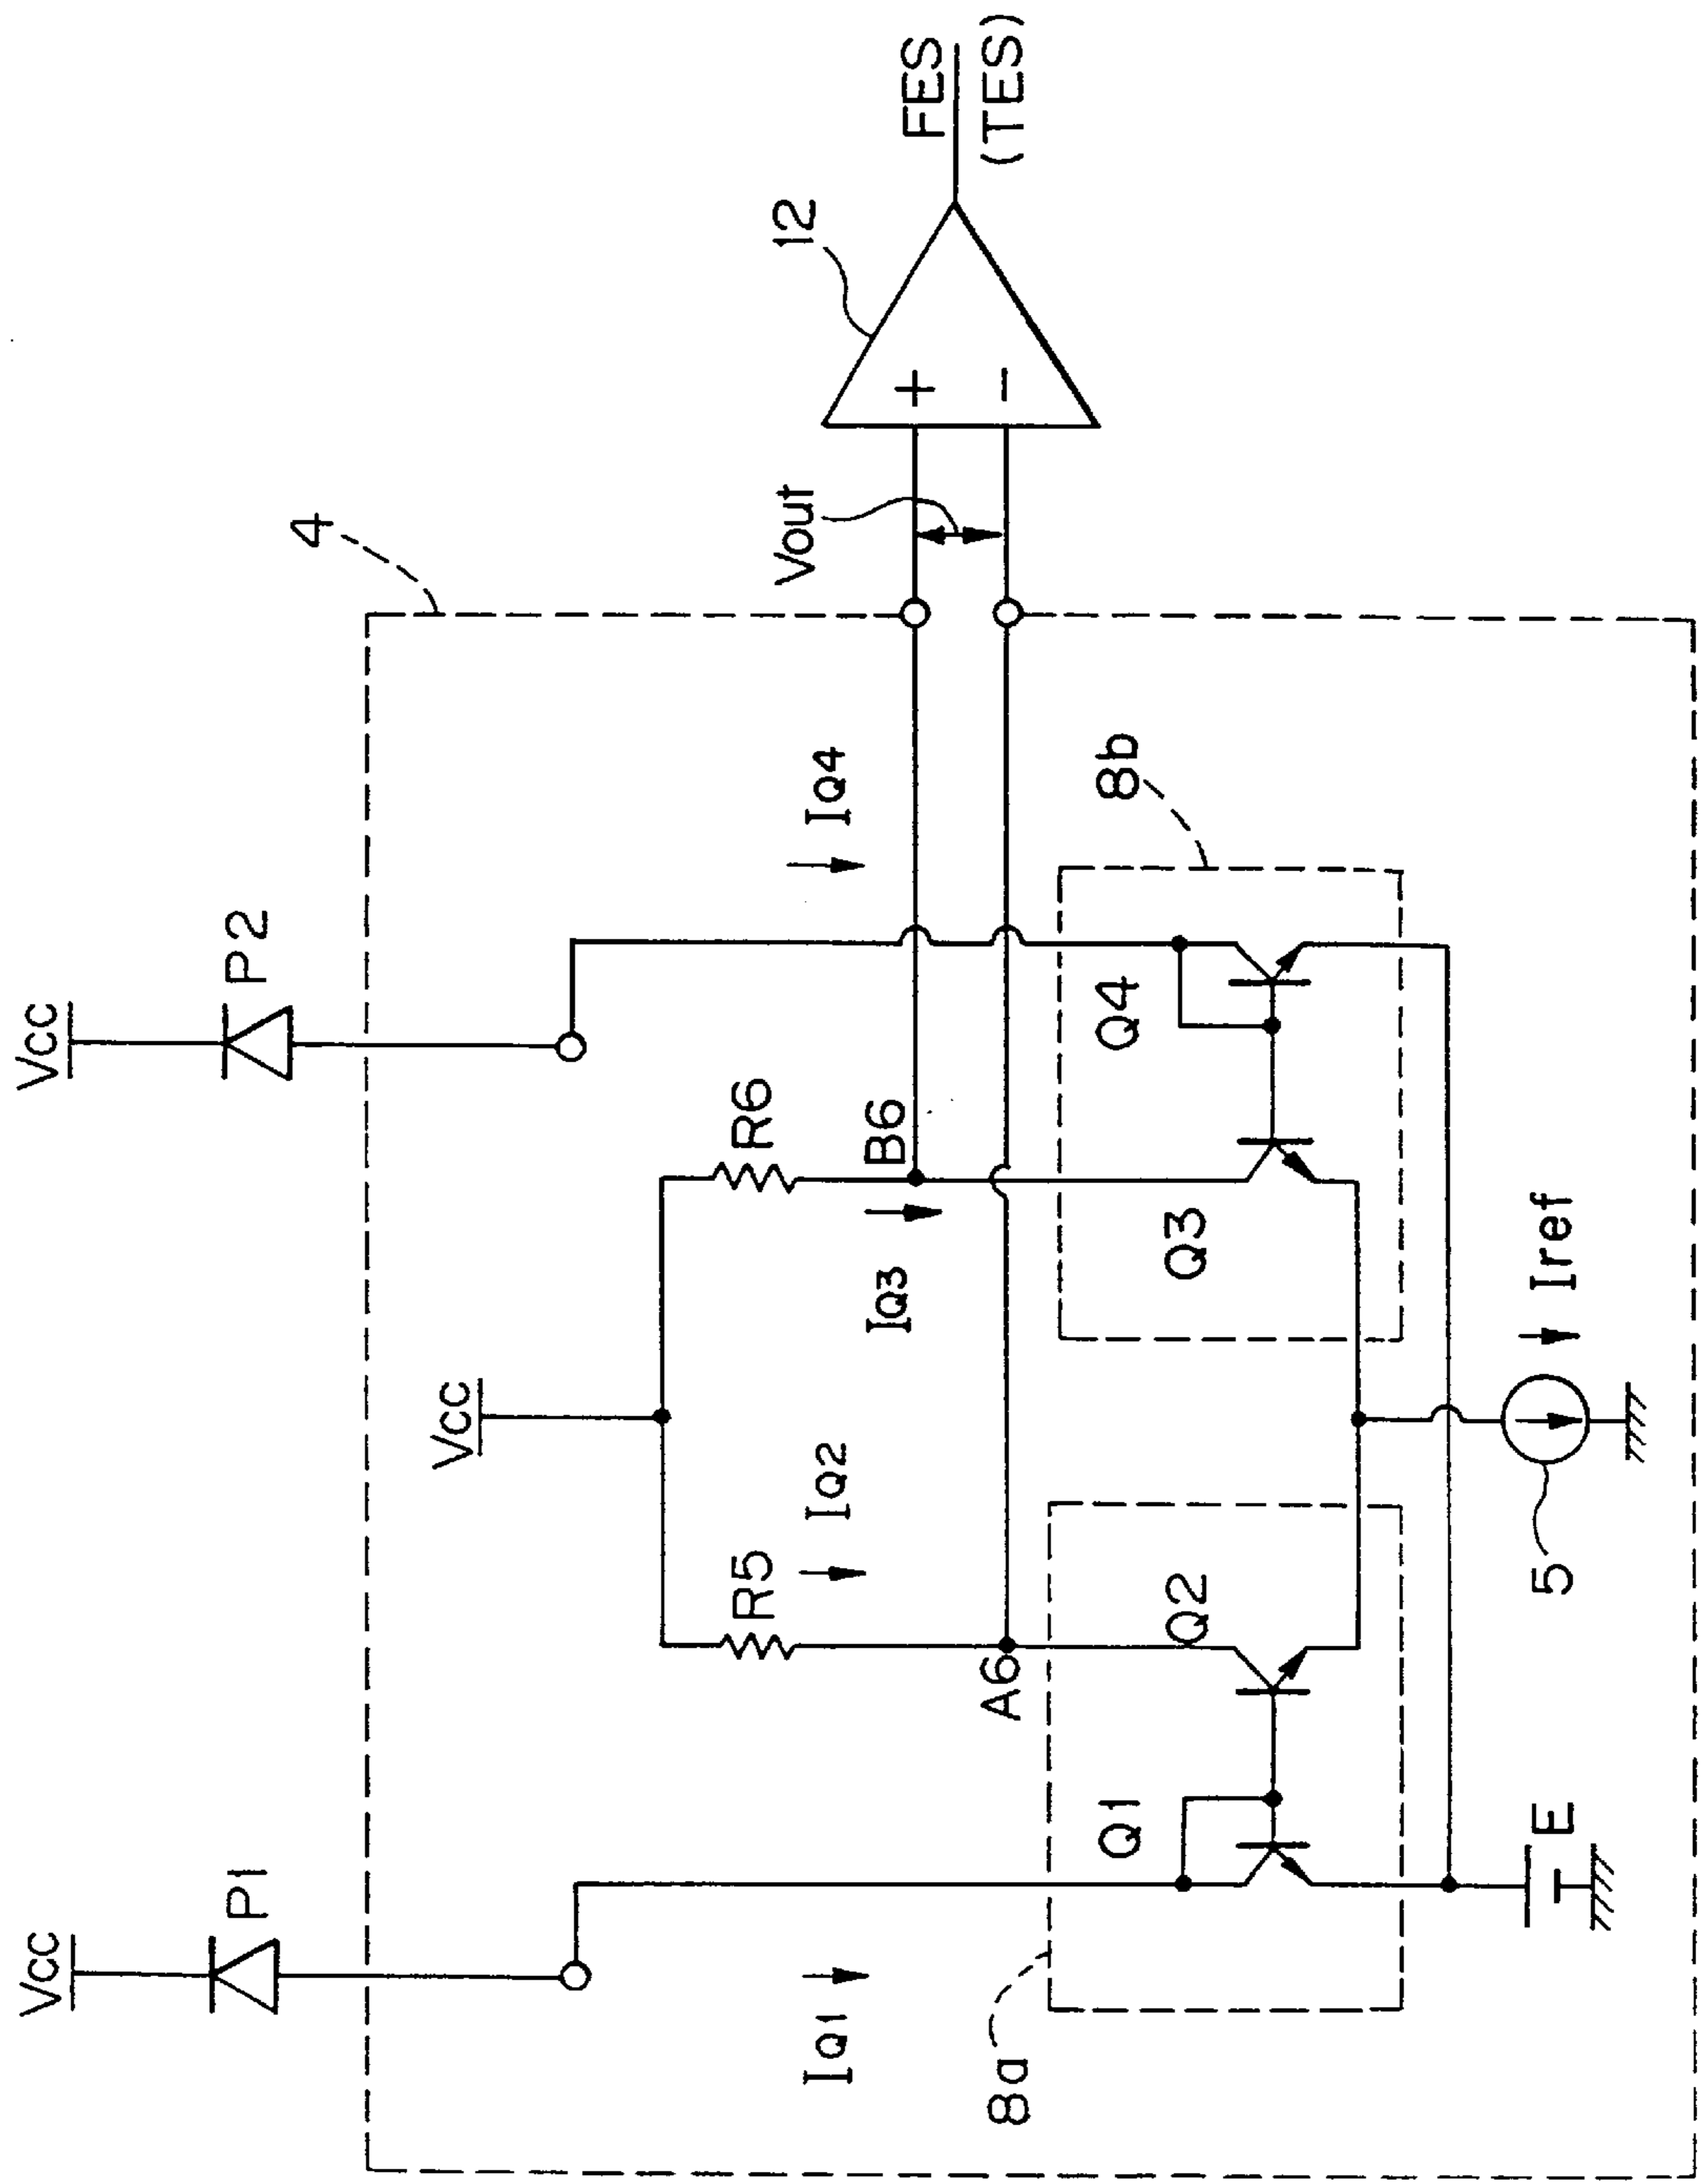 Vcc
Vcc
P1
P2
4
Vcc
R5
R6
IQ1
IQ2
IQ3
IQ4
Vout
12
FES
(TES)
A6
B6
+
−
8a
8b
Q1
Q2
Q3
Q4
E
5
Iref